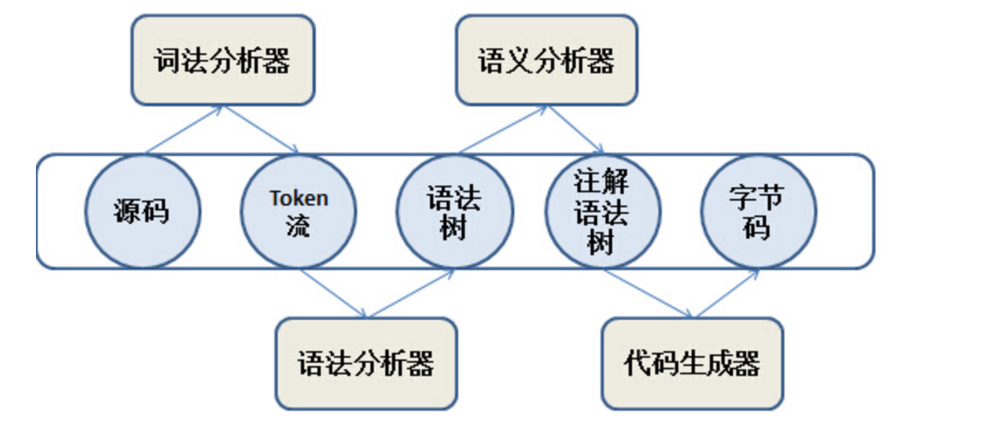 词法分析器
语义分析器
源码
Token
流
语法
树
注解
语法
树
字节
码
语法分析器
代码生成器